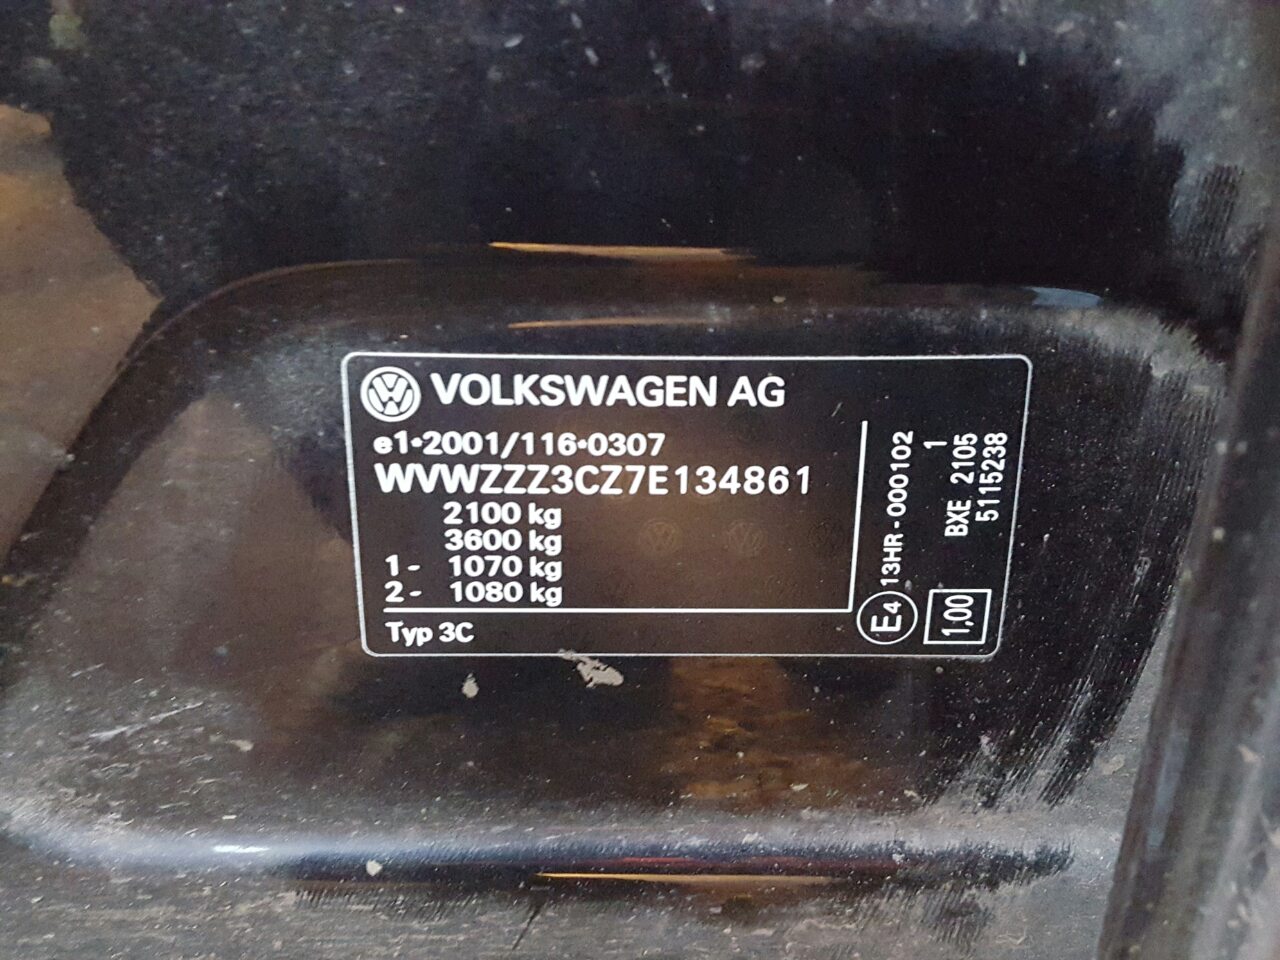 VOLKSWAGEN AG
e1*2001/116*0307
WVWZZZ3CZ7E134861
2100 kg
3600 kg
1- 1070 kg
2- 1080 kg
Typ 3C
E4 13HR-000102
1
BXE 2105
5115238
1,00